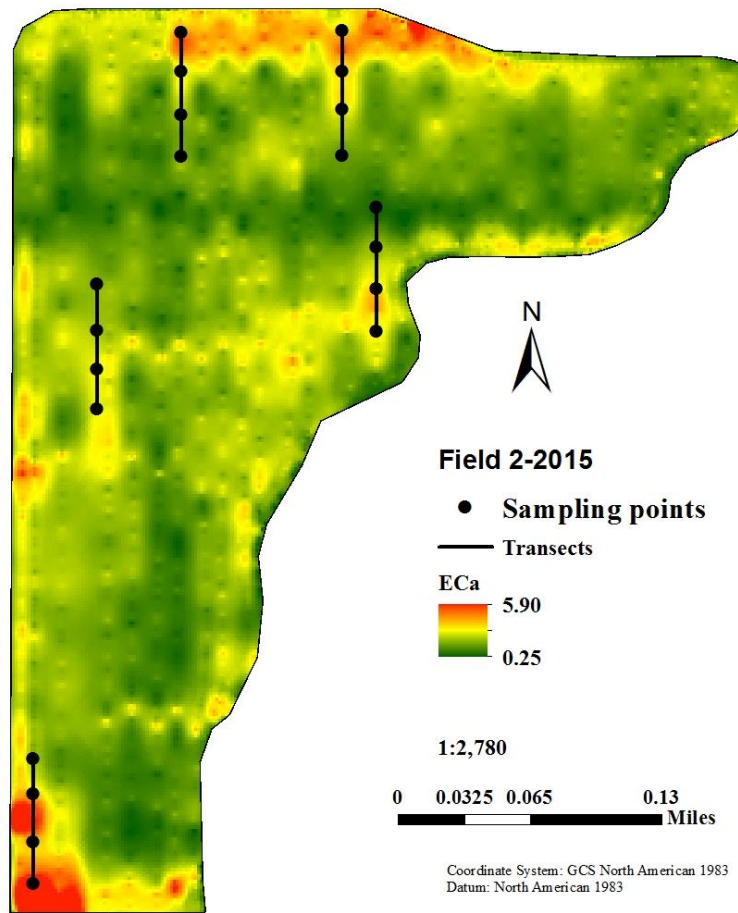 N
Field 2-2015
Sampling points
Transects
ECa
5.90
0.25
1:2,780
0 0.0325 0.065 0.13
Miles
Coordinate System: GCS North American 1983
Datum: North American 1983